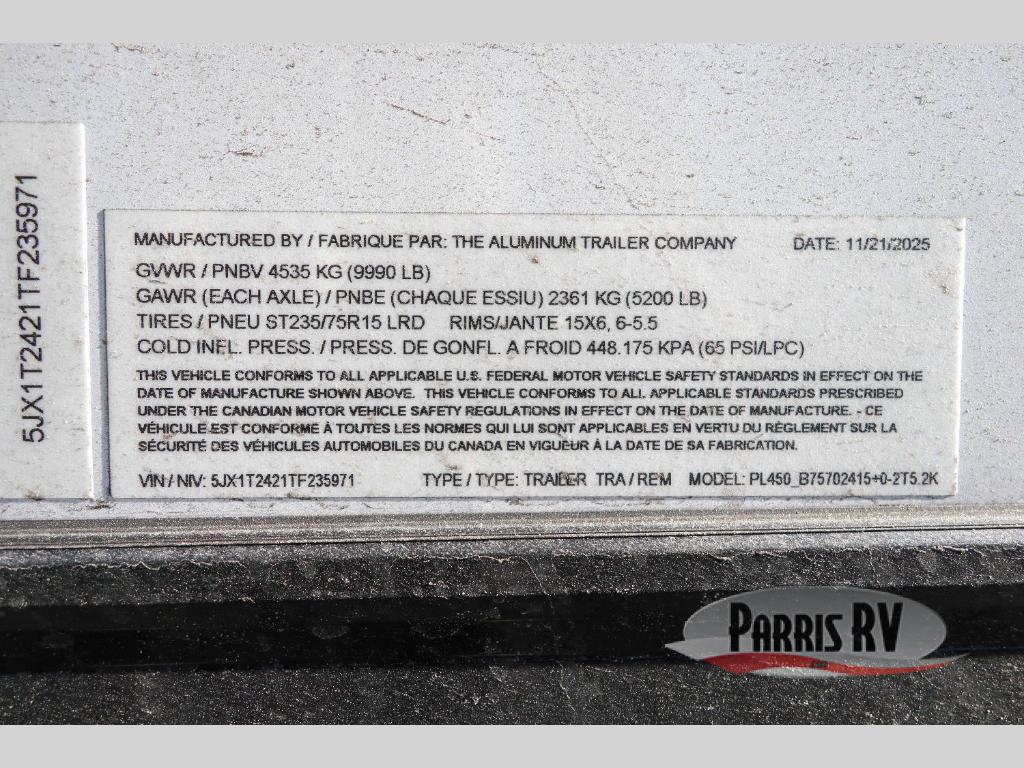 5JX1T2421TF235971
MANUFACTURED BY / FABRIQUE PAR: THE ALUMINUM TRAILER COMPANY DATE: 11/21/2025
GVWR / PNBV 4535 KG (9990 LB)
GAWR (EACH AXLE) / PNBE (CHAQUE ESSIU) 2361 KG (5200 LB)
TIRES / PNEU ST235/75R15 LRD RIMS/JANTE 15X6, 6-5.5
COLD INFL. PRESS. / PRESS. DE GONFL. A FROID 448.175 KPA (65 PSI/LPC)
THIS VEHICLE CONFORMS TO ALL APPLICABLE U.S. FEDERAL MOTOR VEHICLE SAFETY STANDARDS IN EFFECT ON THE
DATE OF MANUFACTURE SHOWN ABOVE. THIS VEHICLE CONFORMS TO ALL APPLICABLE STANDARDS PRESCRIBED
UNDER THE CANADIAN MOTOR VEHICLE SAFETY REGULATIONS IN EFFECT ON THE DATE OF MANUFACTURE. - CE
VÉHICULE EST CONFORME À TOUTES LES NORMES QUI LUI SONT APPLICABLES EN VERTU DU RÈGLEMENT SUR LA
SÉCURITÉ DES VÉHICULES AUTOMOBILES DU CANADA EN VIGUEUR À LA DATE DE SA FABRICATION.
VIN / NIV: 5JX1T2421TF235971 TYPE / TYPE: TRAILER TRA / REM MODEL: PL450_B75702415+0-2T5.2K
PARRIS RV